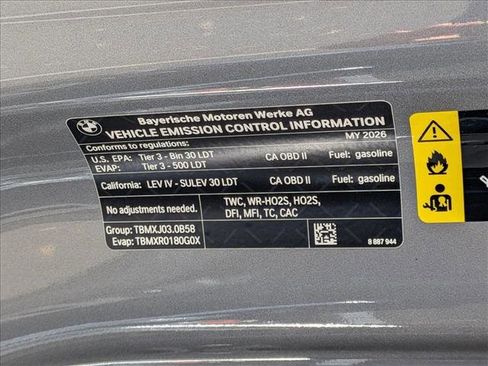 BMW
Bayerische Motoren Werke AG
VEHICLE EMISSION CONTROL INFORMATION
Conforms to regulations: MY 2026
U.S. EPA: Tier 3 - Bin 30 LDT CA OBD II Fuel: gasoline
EVAP: Tier 3 - 500 LDT
California: LEV IV - SULEV 30 LDT CA OBD II Fuel: gasoline
No adjustments needed.
TWC, WR-HO2S, HO2S,
DFI, MFI, TC, CAC
Group: TBMXJ03.0B58
Evap: TBMXR0180G0X
8 887 944